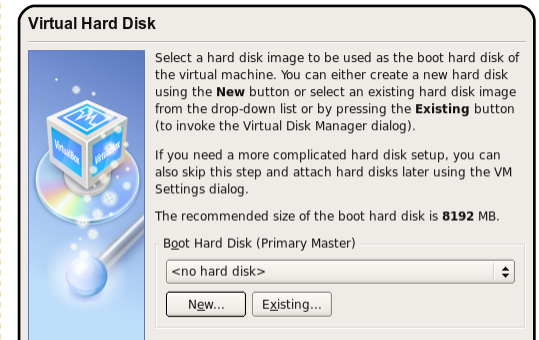 Virtual Hard Disk
Select a hard disk image to be used as the boot hard disk of
the virtual machine. You can either create a new hard disk
using the New button or select an existing hard disk image
from the drop-down list or by pressing the Existing button
(to invoke the Virtual Disk Manager dialog).
If you need a more complicated hard disk setup, you can
also skip this step and attach hard disks later using the VM
Settings dialog.
The recommended size of the boot hard disk is 8192 MB.
Boot Hard Disk (Primary Master)
<no hard disk>
New...
Existing...
VirtualBox
VirtualBox